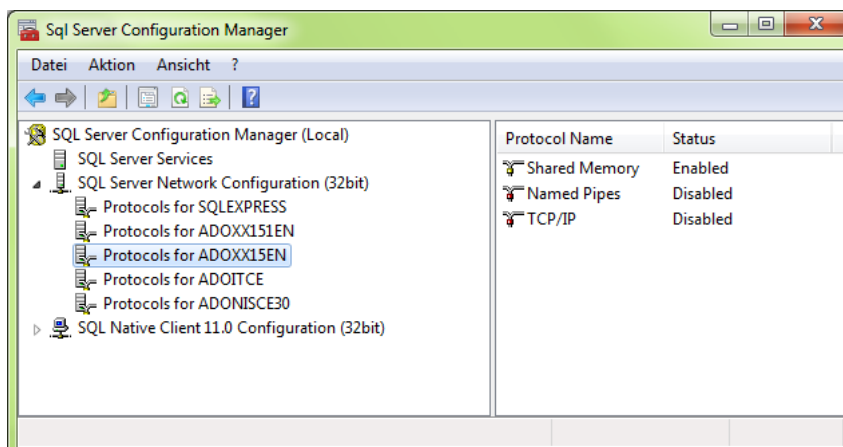 Sql Server Configuration Manager
Datei Aktion Ansicht ?
SQL Server Configuration Manager (Local)
SQL Server Services
SQL Server Network Configuration (32bit)
Protocols for SQLEXPRESS
Protocols for ADOXX151EN
Protocols for ADOXX15EN
Protocols for ADOITCE
Protocols for ADONISCE30
SQL Native Client 11.0 Configuration (32bit)
Protocol Name Status
Shared Memory Enabled
Named Pipes Disabled
TCP/IP Disabled